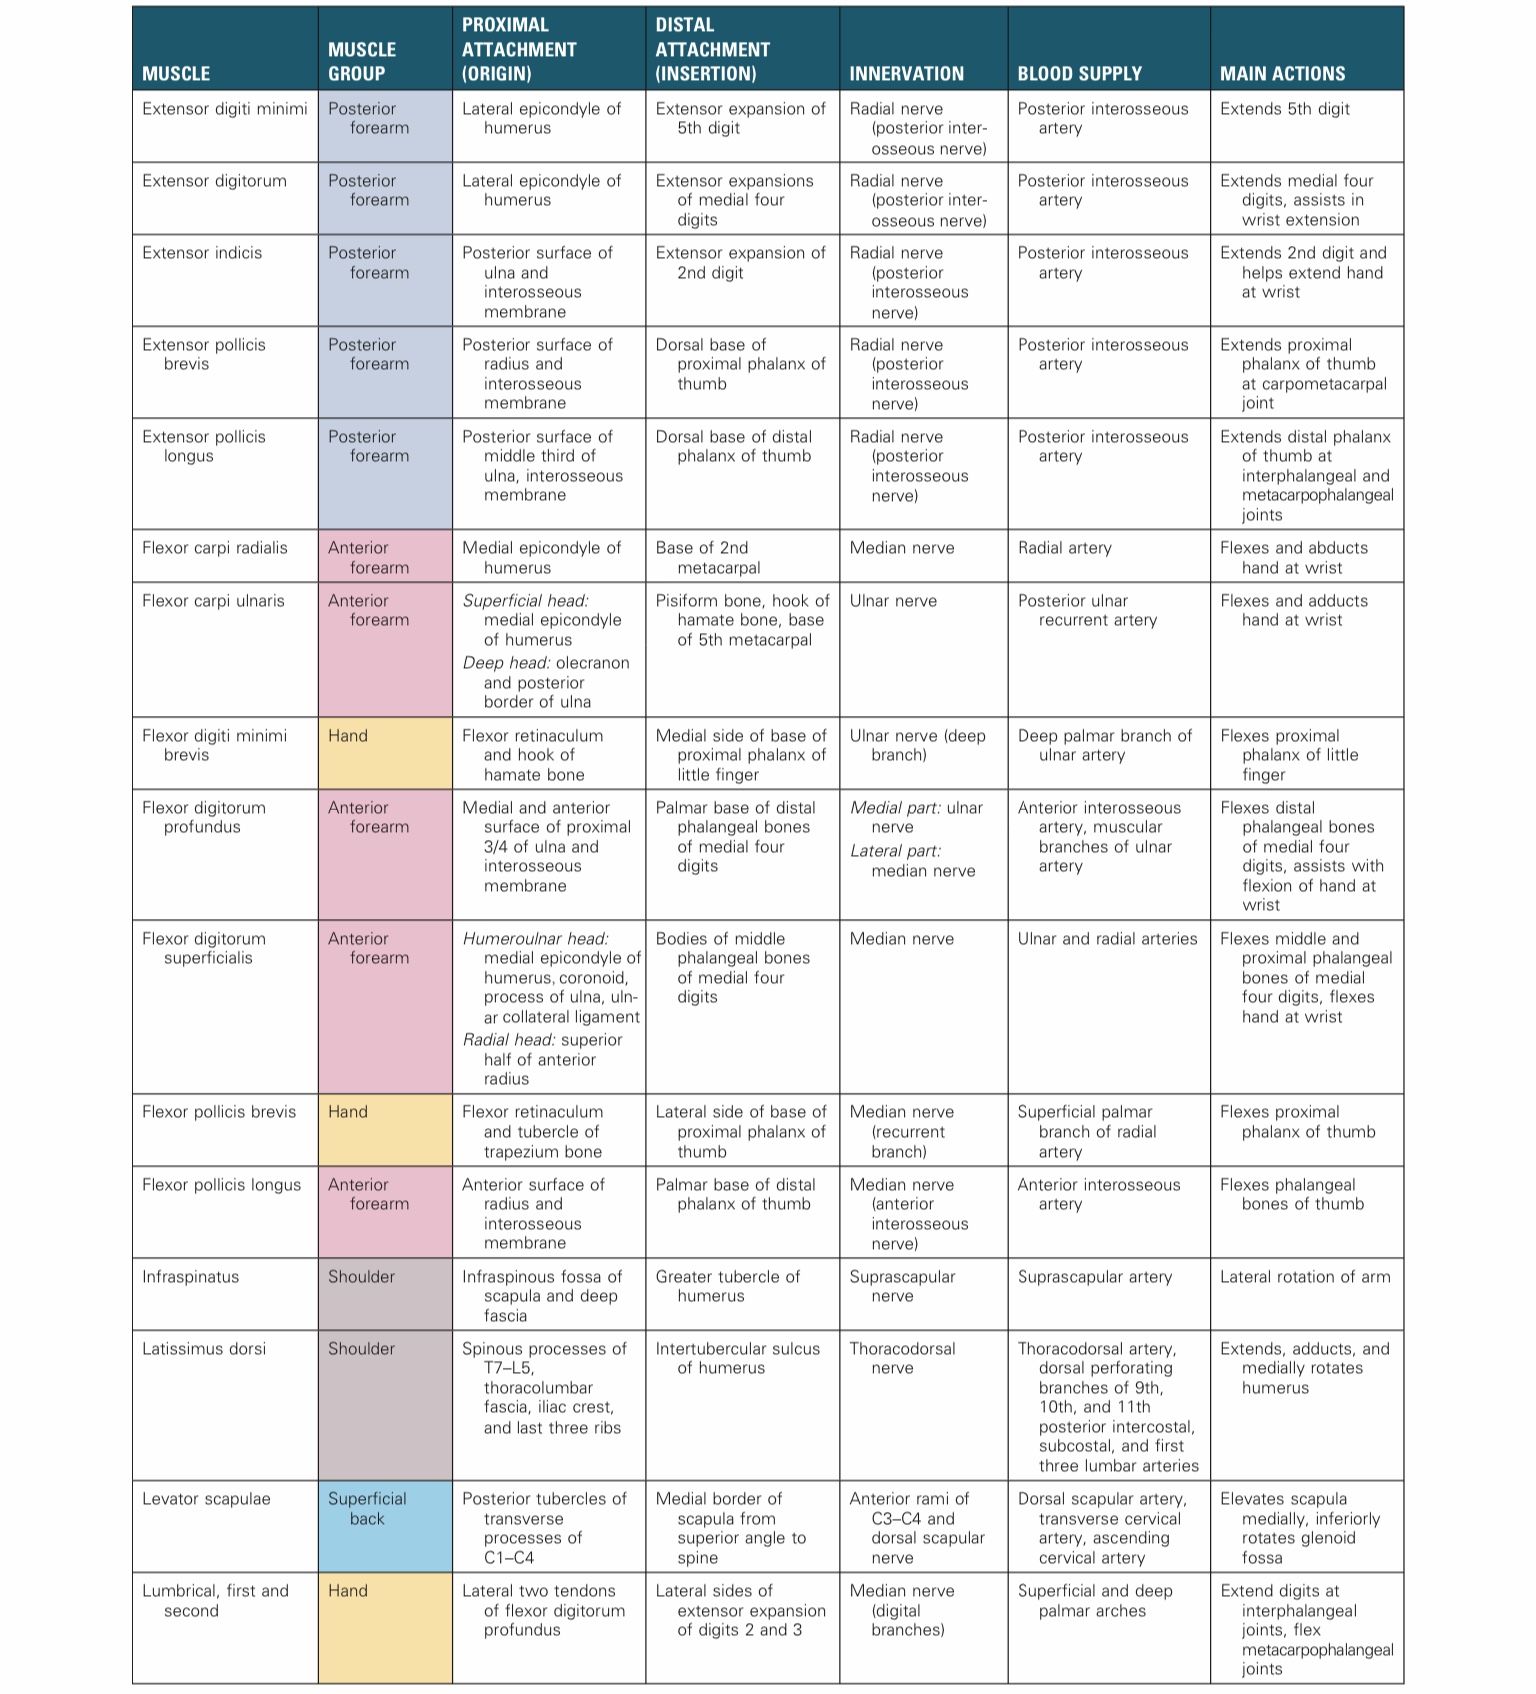 MUSCLE
MUSCLE
GROUP
PROXIMAL
ATTACHMENT
(ORIGIN)
DISTAL
ATTACHMENT
(INSERTION)
INNERVATION
BLOOD SUPPLY
MAIN ACTIONS
Extensor digiti minimi
Posterior
forearm
Lateral epicondyle of
humerus
Extensor expansion of
5th digit
Radial nerve
(posterior inter-
osseous nerve)
Posterior interosseous
artery
Extends 5th digit
Extensor digitorum
Posterior
forearm
Lateral epicondyle of
humerus
Extensor expansions
of medial four
digits
Radial nerve
(posterior inter-
osseous nerve)
Posterior interosseous
artery
Extends medial four
digits, assists in
wrist extension
Extensor indicis
Posterior
forearm
Posterior surface of
ulna and
interosseous
membrane
Extensor expansion of
2nd digit
Radial nerve
(posterior
interosseous
nerve)
Posterior interosseous
artery
Extends 2nd digit and
helps extend hand
at wrist
Extensor pollicis
brevis
Posterior
forearm
Posterior surface of
radius and
interosseous
membrane
Dorsal base of
proximal phalanx of
thumb
Radial nerve
(posterior
interosseous
nerve)
Posterior interosseous
artery
Extends proximal
phalanx of thumb
at carpometacarpal
joint
Extensor pollicis
longus
Posterior
forearm
Posterior surface of
middle third of
ulna, interosseous
membrane
Dorsal base of distal
phalanx of thumb
Radial nerve
(posterior
interosseous
nerve)
Posterior interosseous
artery
Extends distal phalanx
of thumb at
interphalangeal and
metacarpophalangeal
joints
Flexor carpi radialis
Anterior
forearm
Medial epicondyle of
humerus
Base of 2nd
metacarpal
Median nerve
Radial artery
Flexes and abducts
hand at wrist
Flexor carpi ulnaris
Anterior
forearm
Superficial head:
medial epicondyle
of humerus
Deep head: olecranon
and posterior
border of ulna
Pisiform bone, hook of
hamate bone, base
of 5th metacarpal
Ulnar nerve
Posterior ulnar
recurrent artery
Flexes and adducts
hand at wrist
Flexor digiti minimi
brevis
Hand
Flexor retinaculum
and hook of
hamate bone
Medial side of base of
proximal phalanx of
little finger
Ulnar nerve (deep
branch)
Deep palmar branch of
ulnar artery
Flexes proximal
phalanx of little
finger
Flexor digitorum
profundus
Anterior
forearm
Medial and anterior
surface of proximal
3/4 of ulna and
interosseous
membrane
Palmar base of distal
phalangeal bones
of medial four
digits
Medial part: ulnar
nerve
Lateral part:
median nerve
Anterior interosseous
artery, muscular
branches of ulnar
artery
Flexes distal
phalangeal bones
of medial four
digits, assists with
flexion of hand at
wrist
Flexor digitorum
superficialis
Anterior
forearm
Humeroulnar head:
medial epicondyle of
humerus, coronoid,
process of ulna, uln-
ar collateral ligament
Radial head: superior
half of anterior
radius
Bodies of middle
phalangeal bones
of medial four
digits
Median nerve
Ulnar and radial arteries
Flexes middle and
proximal phalangeal
bones of medial
four digits, flexes
hand at wrist
Flexor pollicis brevis
Hand
Flexor retinaculum
and tubercle of
trapezium bone
Lateral side of base of
proximal phalanx of
thumb
Median nerve
(recurrent
branch)
Superficial palmar
branch of radial
artery
Flexes proximal
phalanx of thumb
Flexor pollicis longus
Anterior
forearm
Anterior surface of
radius and
interosseous
membrane
Palmar base of distal
phalanx of thumb
Median nerve
(anterior
interosseous
nerve)
Anterior interosseous
artery
Flexes phalangeal
bones of thumb
Infraspinatus
Shoulder
Infraspinous fossa of
scapula and deep
fascia
Greater tubercle of
humerus
Suprascapular
nerve
Suprascapular artery
Lateral rotation of arm
Latissimus dorsi
Shoulder
Spinous processes of
T7–L5,
thoracolumbar
fascia, iliac crest,
and last three ribs
Intertubercular sulcus
of humerus
Thoracodorsal
nerve
Thoracodorsal artery,
dorsal perforating
branches of 9th,
10th, and 11th
posterior intercostal,
subcostal, and first
three lumbar arteries
Extends, adducts, and
medially rotates
humerus
Levator scapulae
Superficial
back
Posterior tubercles of
transverse
processes of
C1–C4
Medial border of
scapula from
superior angle to
spine
Anterior rami of
C3–C4 and
dorsal scapular
nerve
Dorsal scapular artery,
transverse cervical
artery, ascending
cervical artery
Elevates scapula
medially, inferiorly
rotates glenoid
fossa
Lumbrical, first and
second
Hand
Lateral two tendons
of flexor digitorum
profundus
Lateral sides of
extensor expansion
of digits 2 and 3
Median nerve
(digital
branches)
Superficial and deep
palmar arches
Extend digits at
interphalangeal
joints, flex
metacarpophalangeal
joints